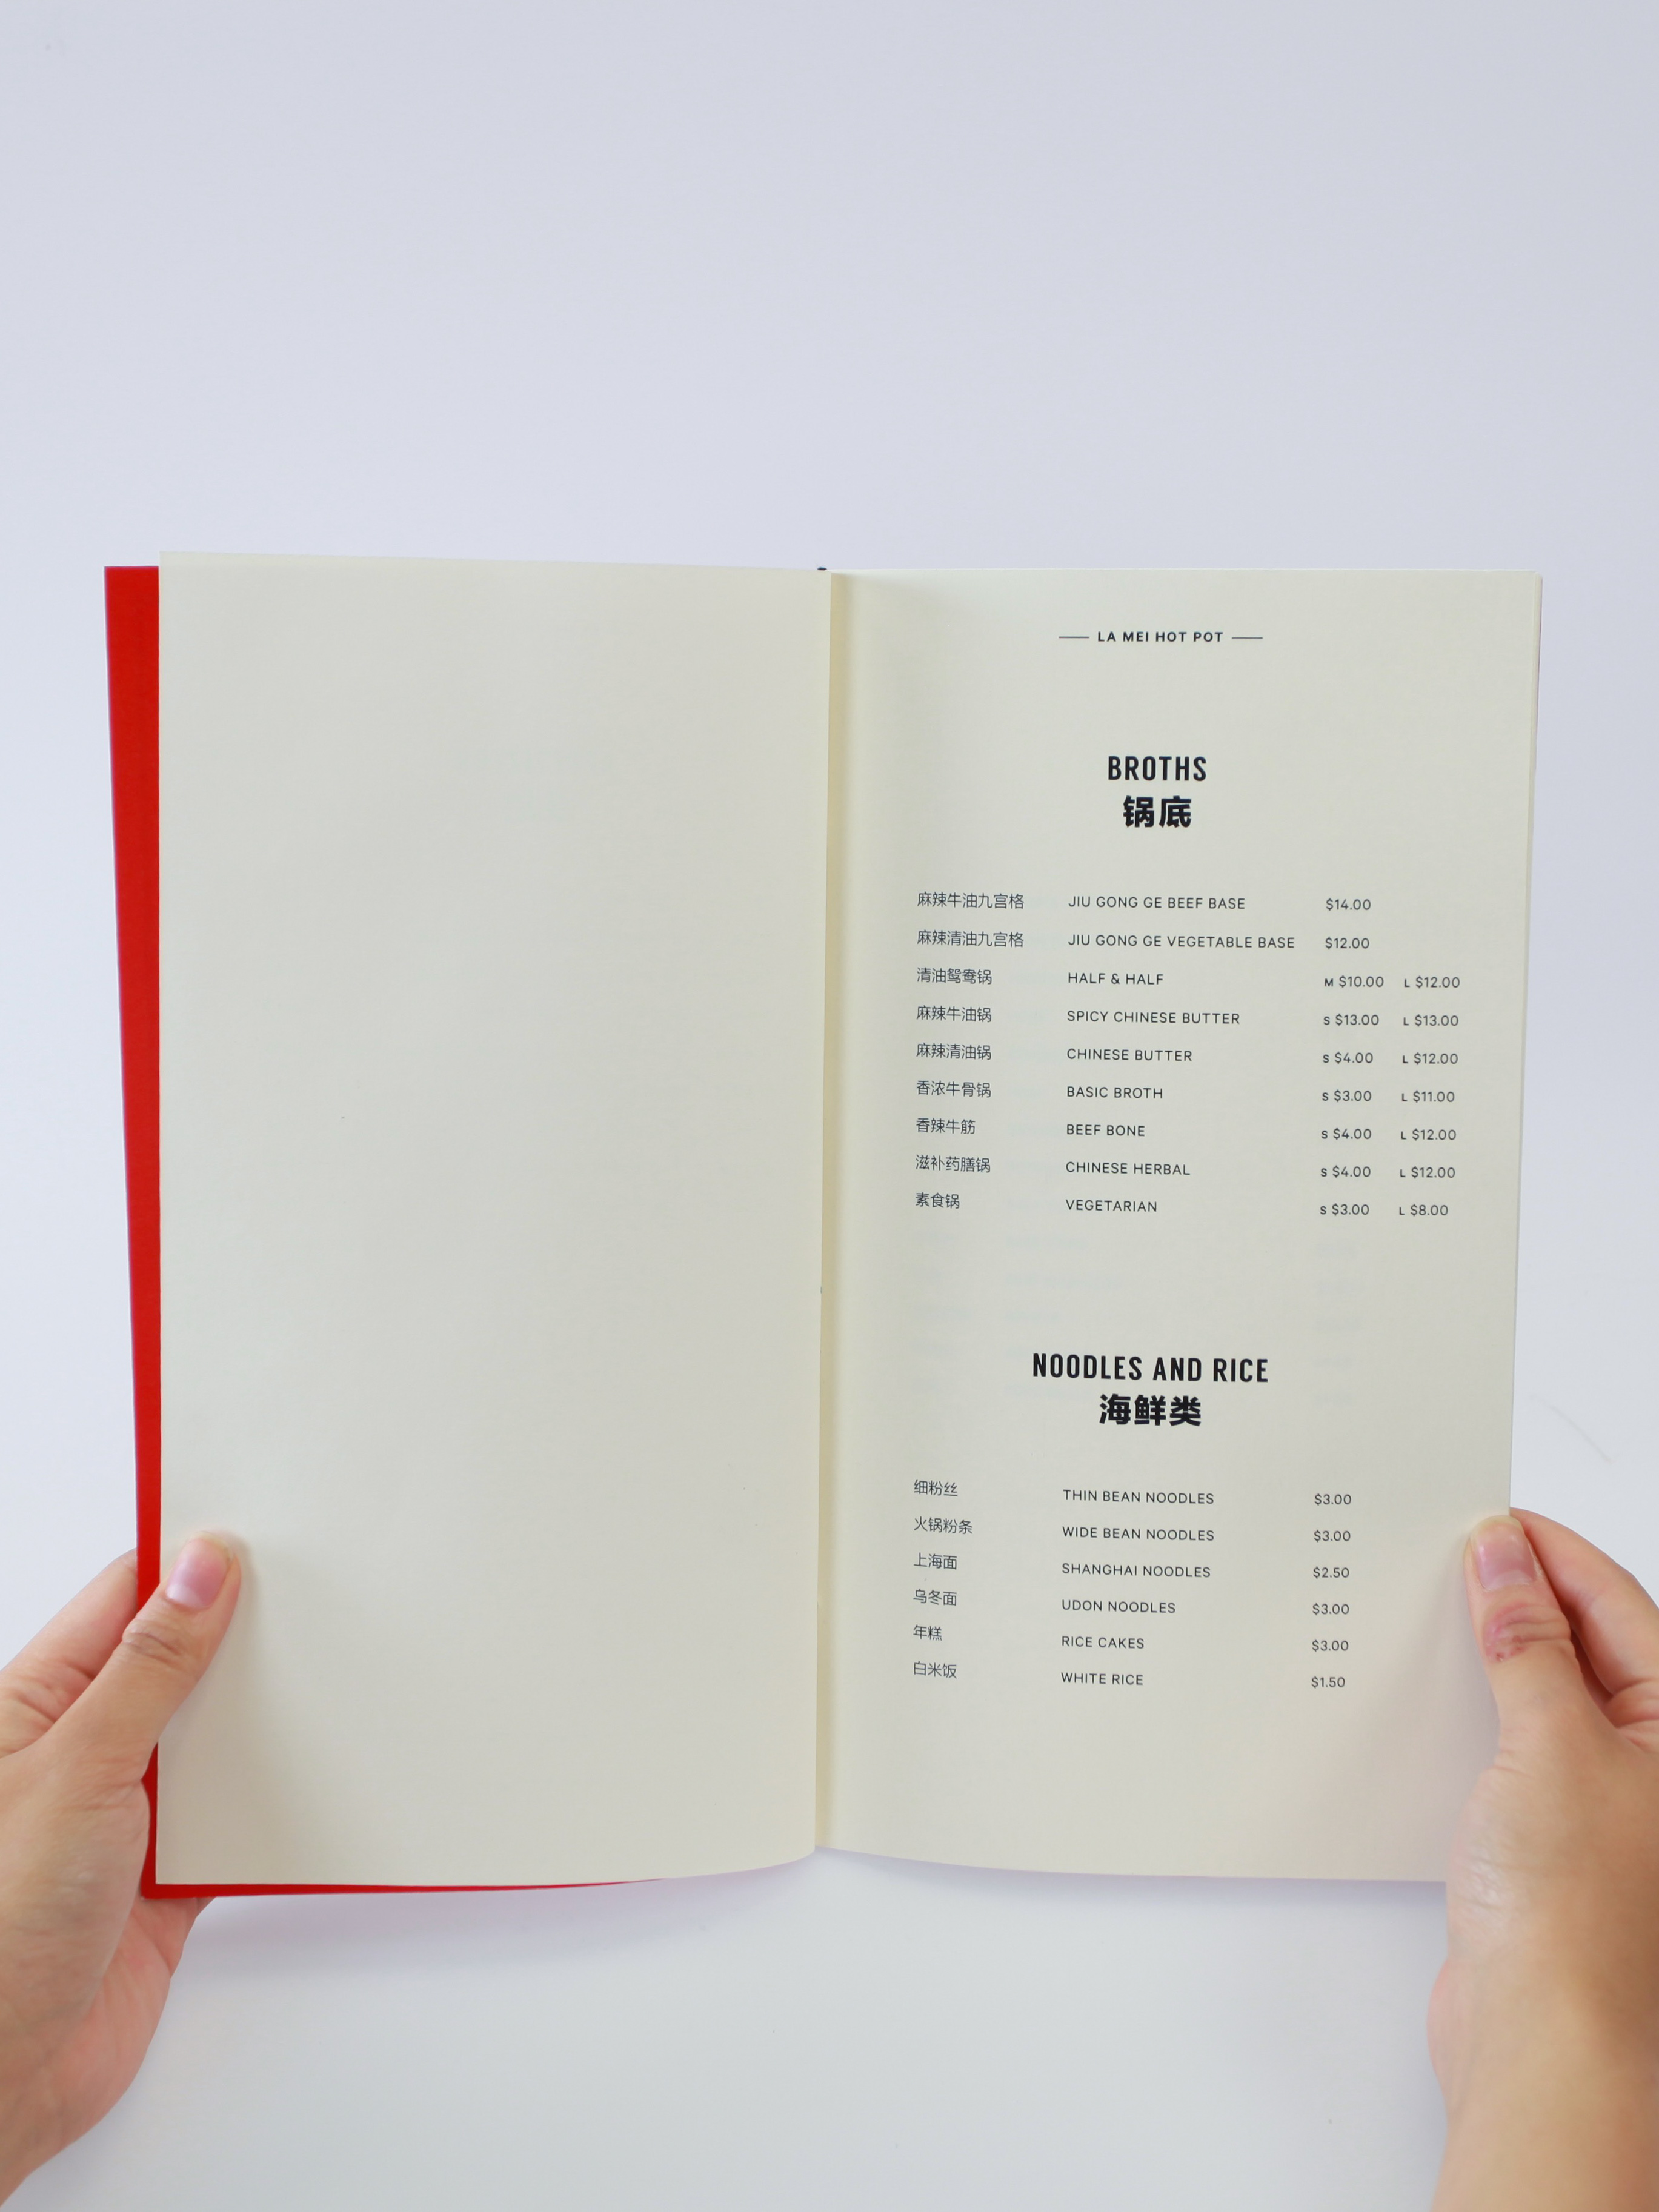 LA MEI HOT POT
BROTHS
锅底
麻辣牛油九宫格 JIU GONG GE BEEF BASE $14.00
麻辣清油九宫格 JIU GONG GE VEGETABLE BASE $12.00
清油鸳鸯锅 HALF & HALF M $10.00 L $12.00
麻辣牛油锅 SPICY CHINESE BUTTER S $13.00 L $13.00
麻辣清油锅 CHINESE BUTTER S $4.00 L $12.00
香浓牛骨锅 BASIC BROTH S $3.00 L $11.00
香辣牛筋 BEEF BONE S $4.00 L $12.00
滋补药膳锅 CHINESE HERBAL S $4.00 L $12.00
素食锅 VEGETARIAN S $3.00 L $8.00
NOODLES AND RICE
海鲜类
细粉丝 THIN BEAN NOODLES $3.00
火锅粉条 WIDE BEAN NOODLES $3.00
上海面 SHANGHAI NOODLES $2.50
乌冬面 UDON NOODLES $3.00
年糕 RICE CAKES $3.00
白米饭 WHITE RICE $1.50